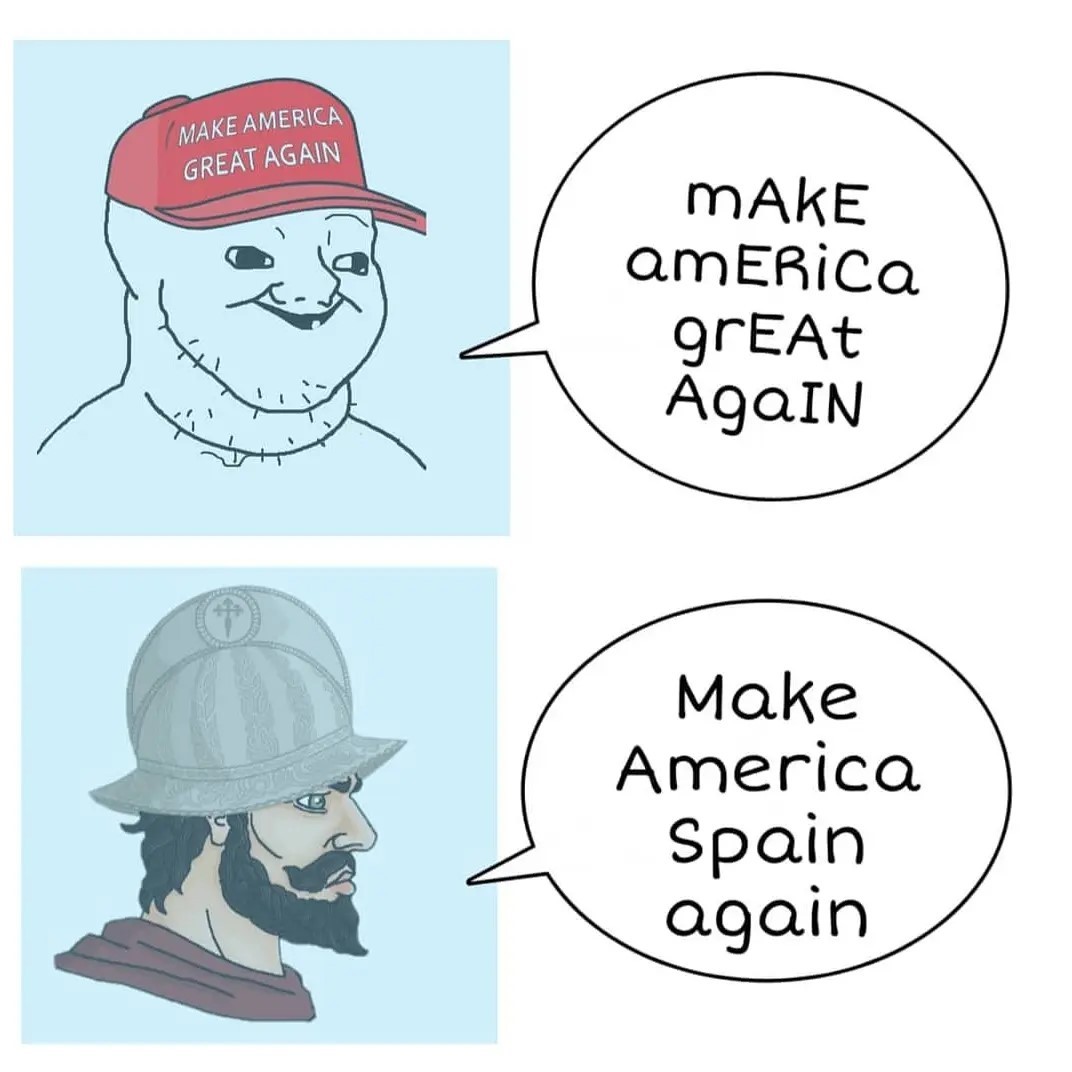 MAKE AMERICA
GREAT AGAIN
mAkE
amERiCa
grEAt
AgaIN
Make
America
Spain
again